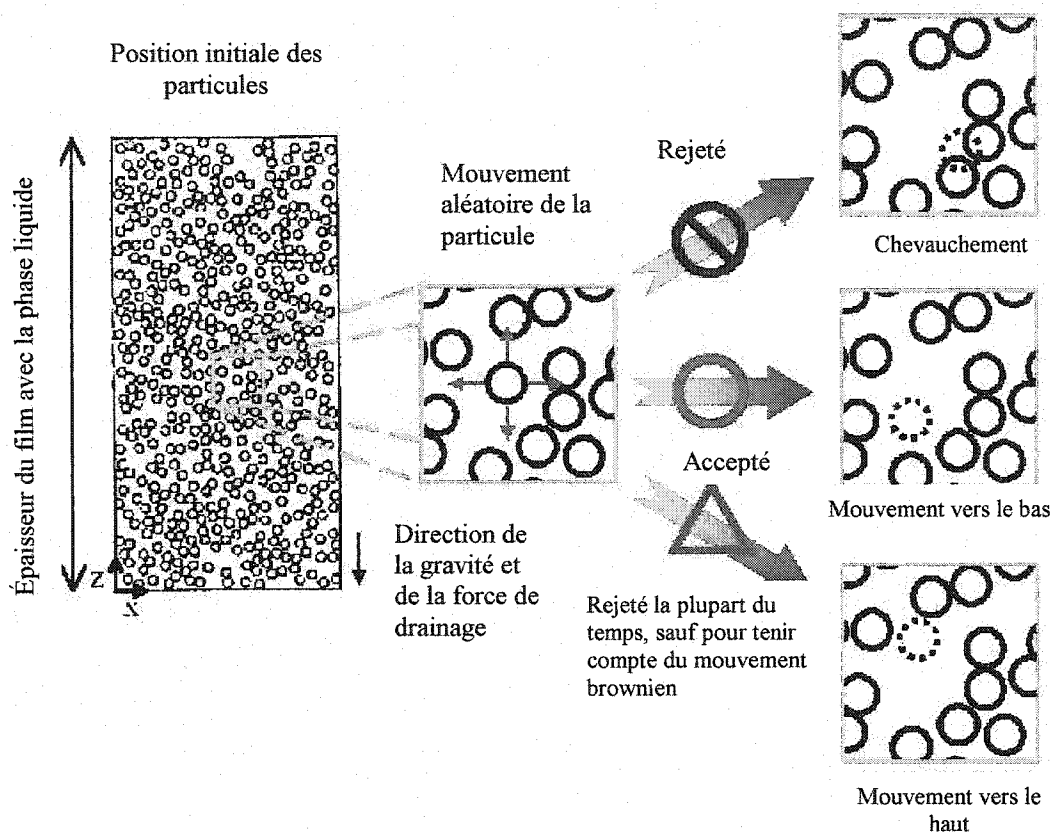 Position initiale des
particules
Épaisseur du film avec la phase liquide
Z
x
Direction de
la gravité et
de la force de
drainage
Mouvement
aléatoire de la
particule
Rejeté
Accepté
Rejeté la plupart du
temps, sauf pour tenir
compte du mouvement
brownien
Chevauchement
Mouvement vers le bas
Mouvement vers le
haut